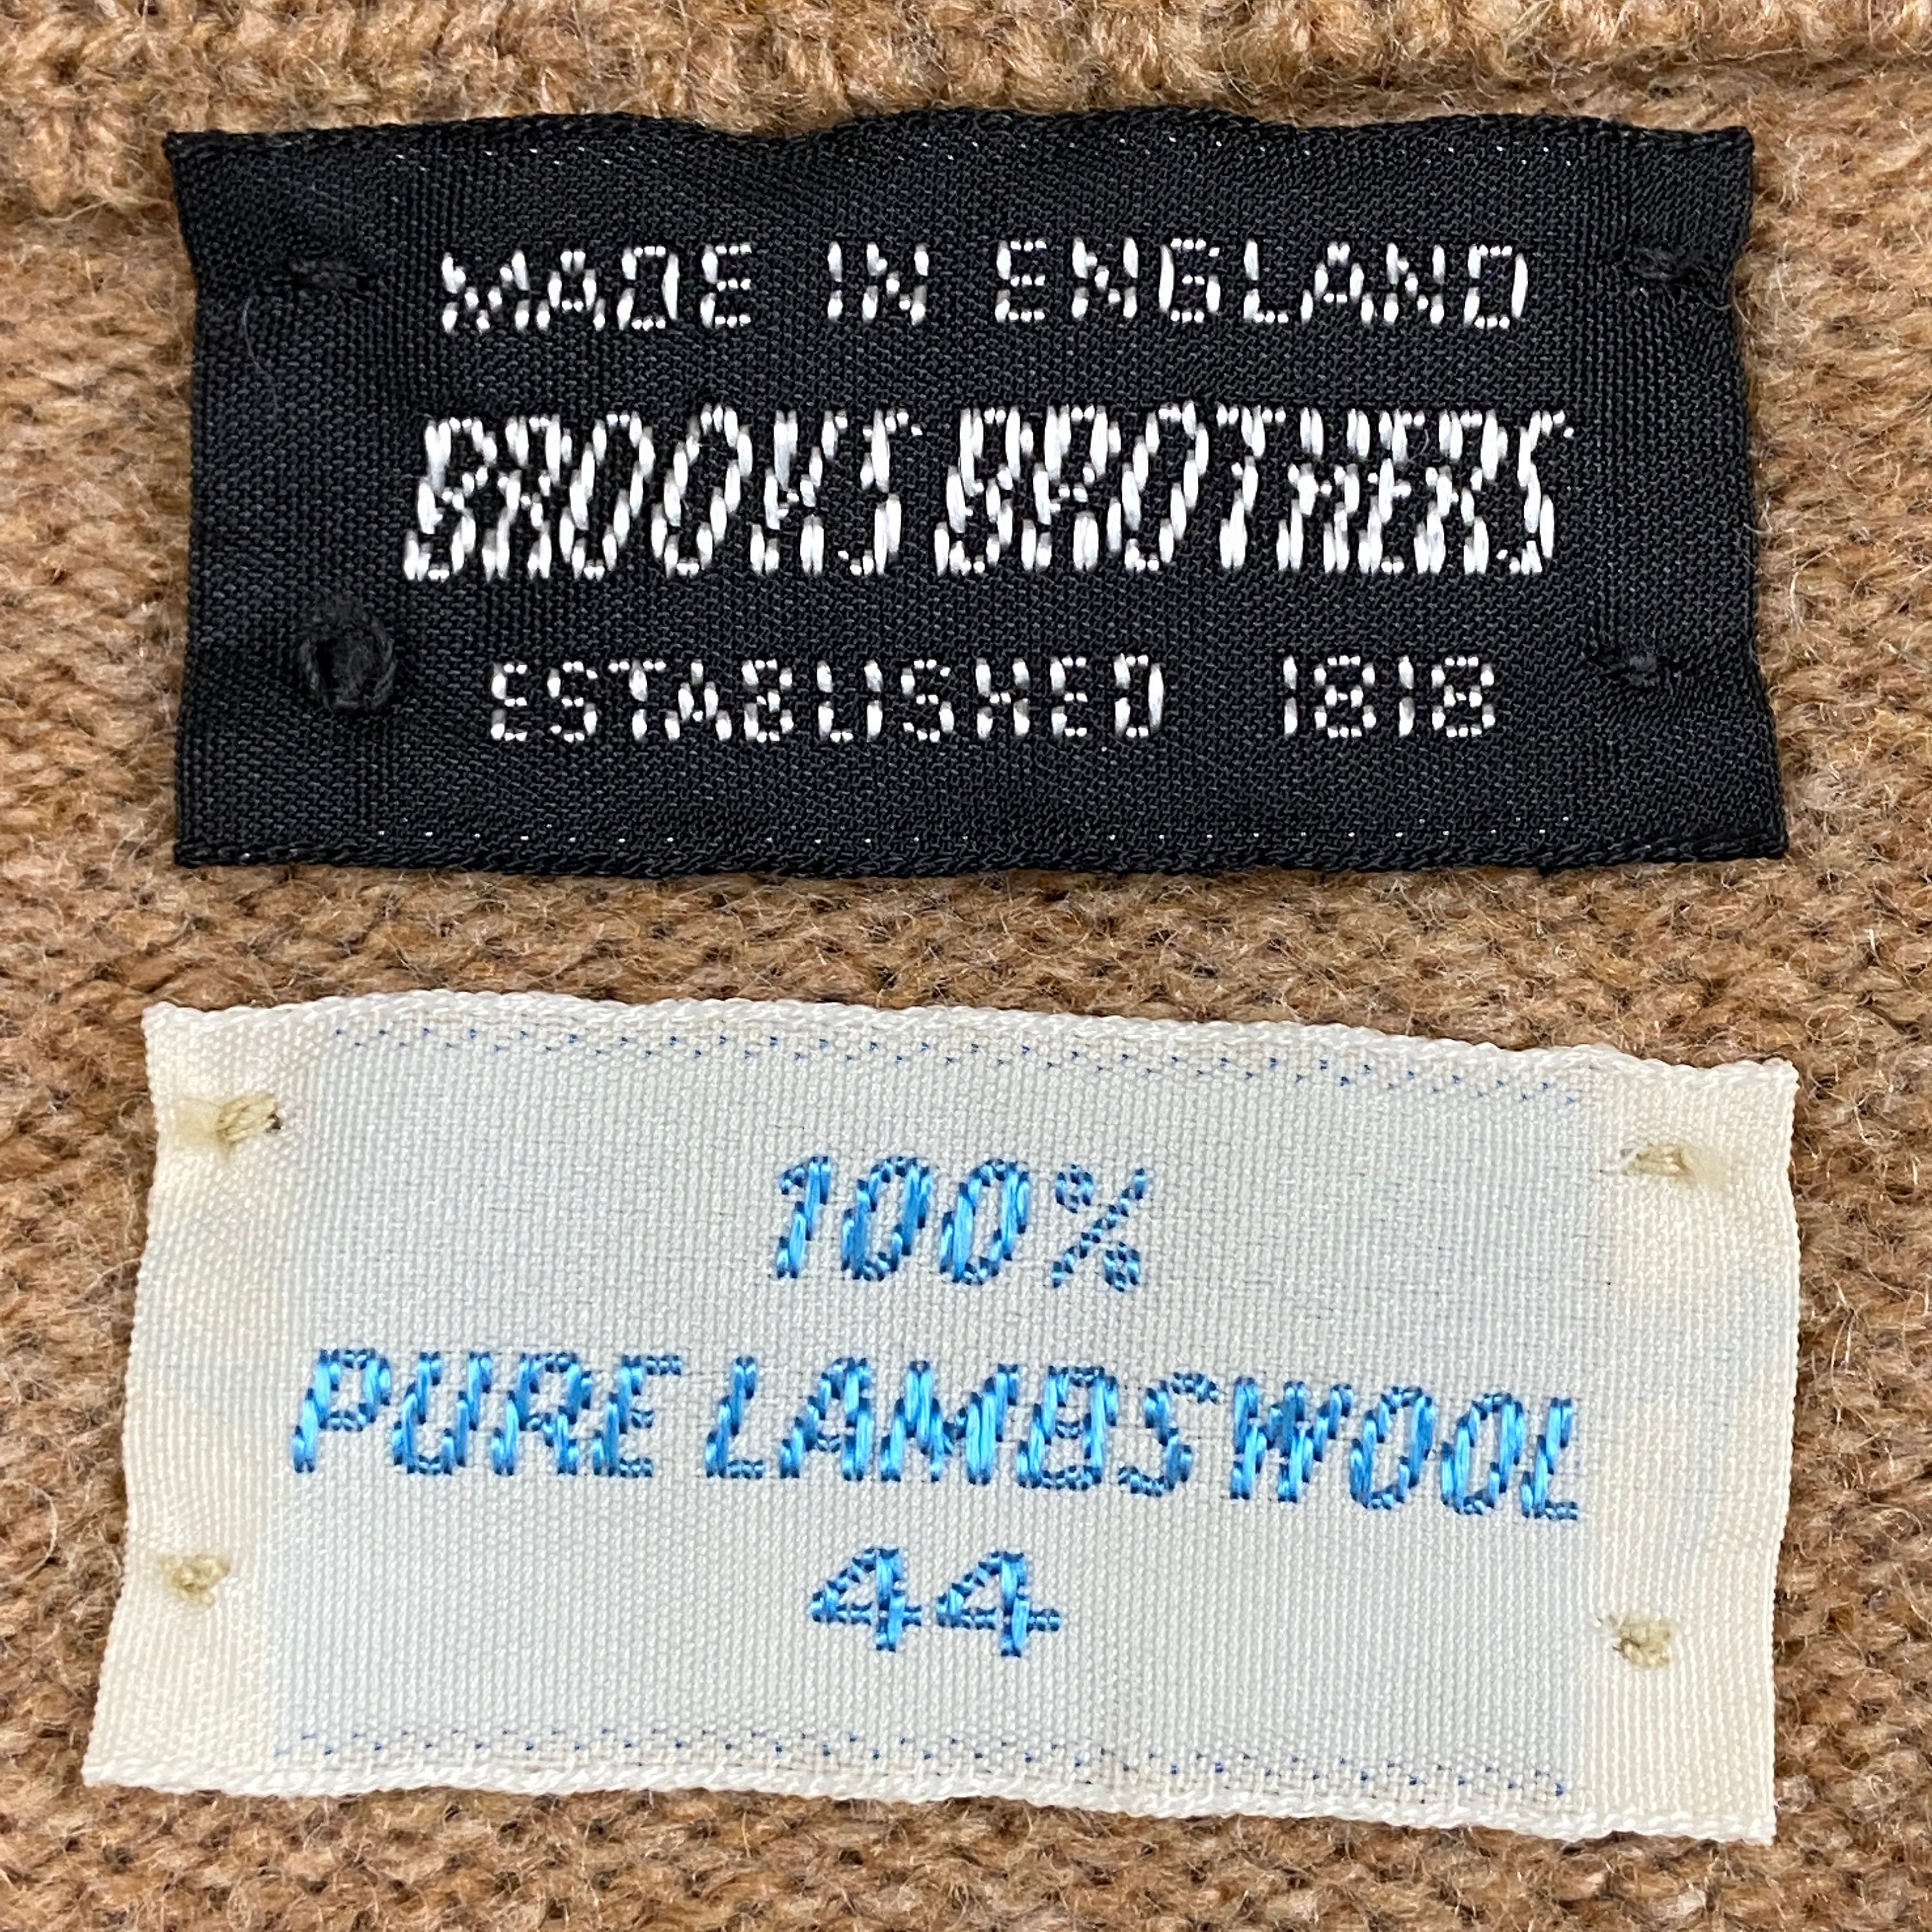 MADE IN ENGLAND
BROOKS BROTHERS
ESTABLISHED 1818
100%
PURE LAMBSWOOL
44